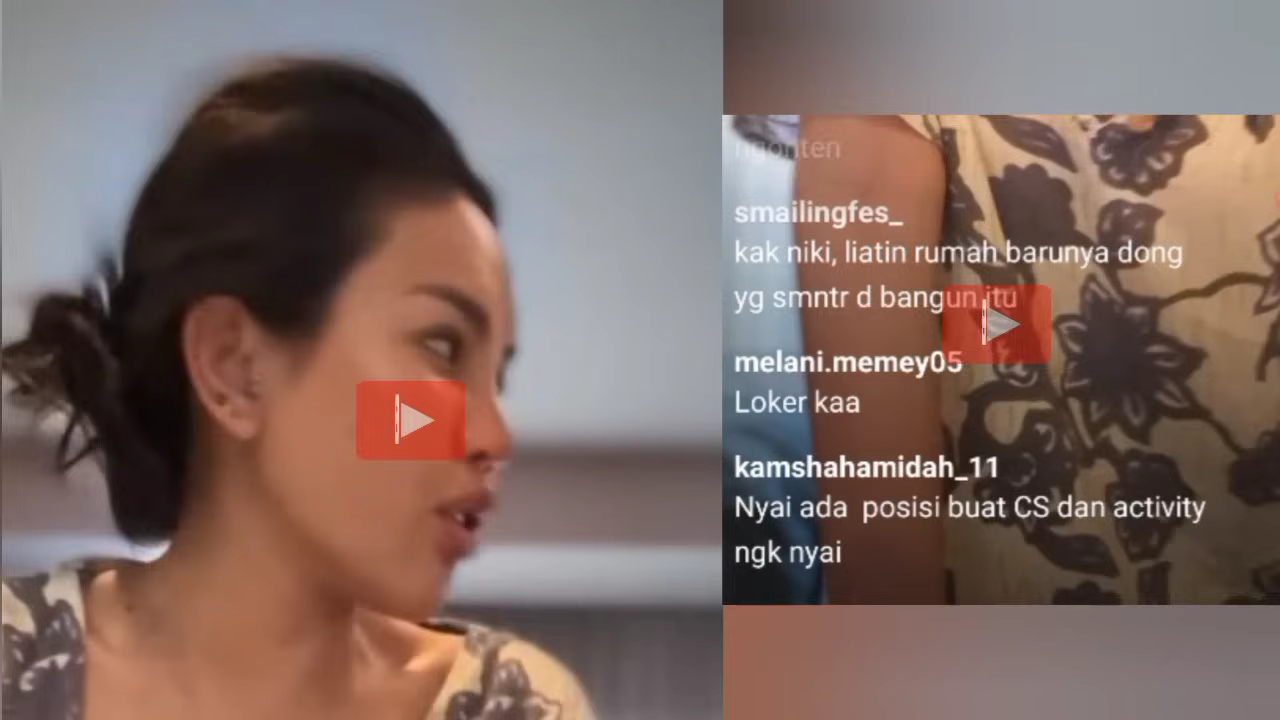 ngonten
smailingfes_
kak niki, liatin rumah barunya dong
yg smntr d bangun itu
melani.memey05
Loker kaa
kamshahamidah_11
Nyai ada posisi buat CS dan activity
ngk nyai